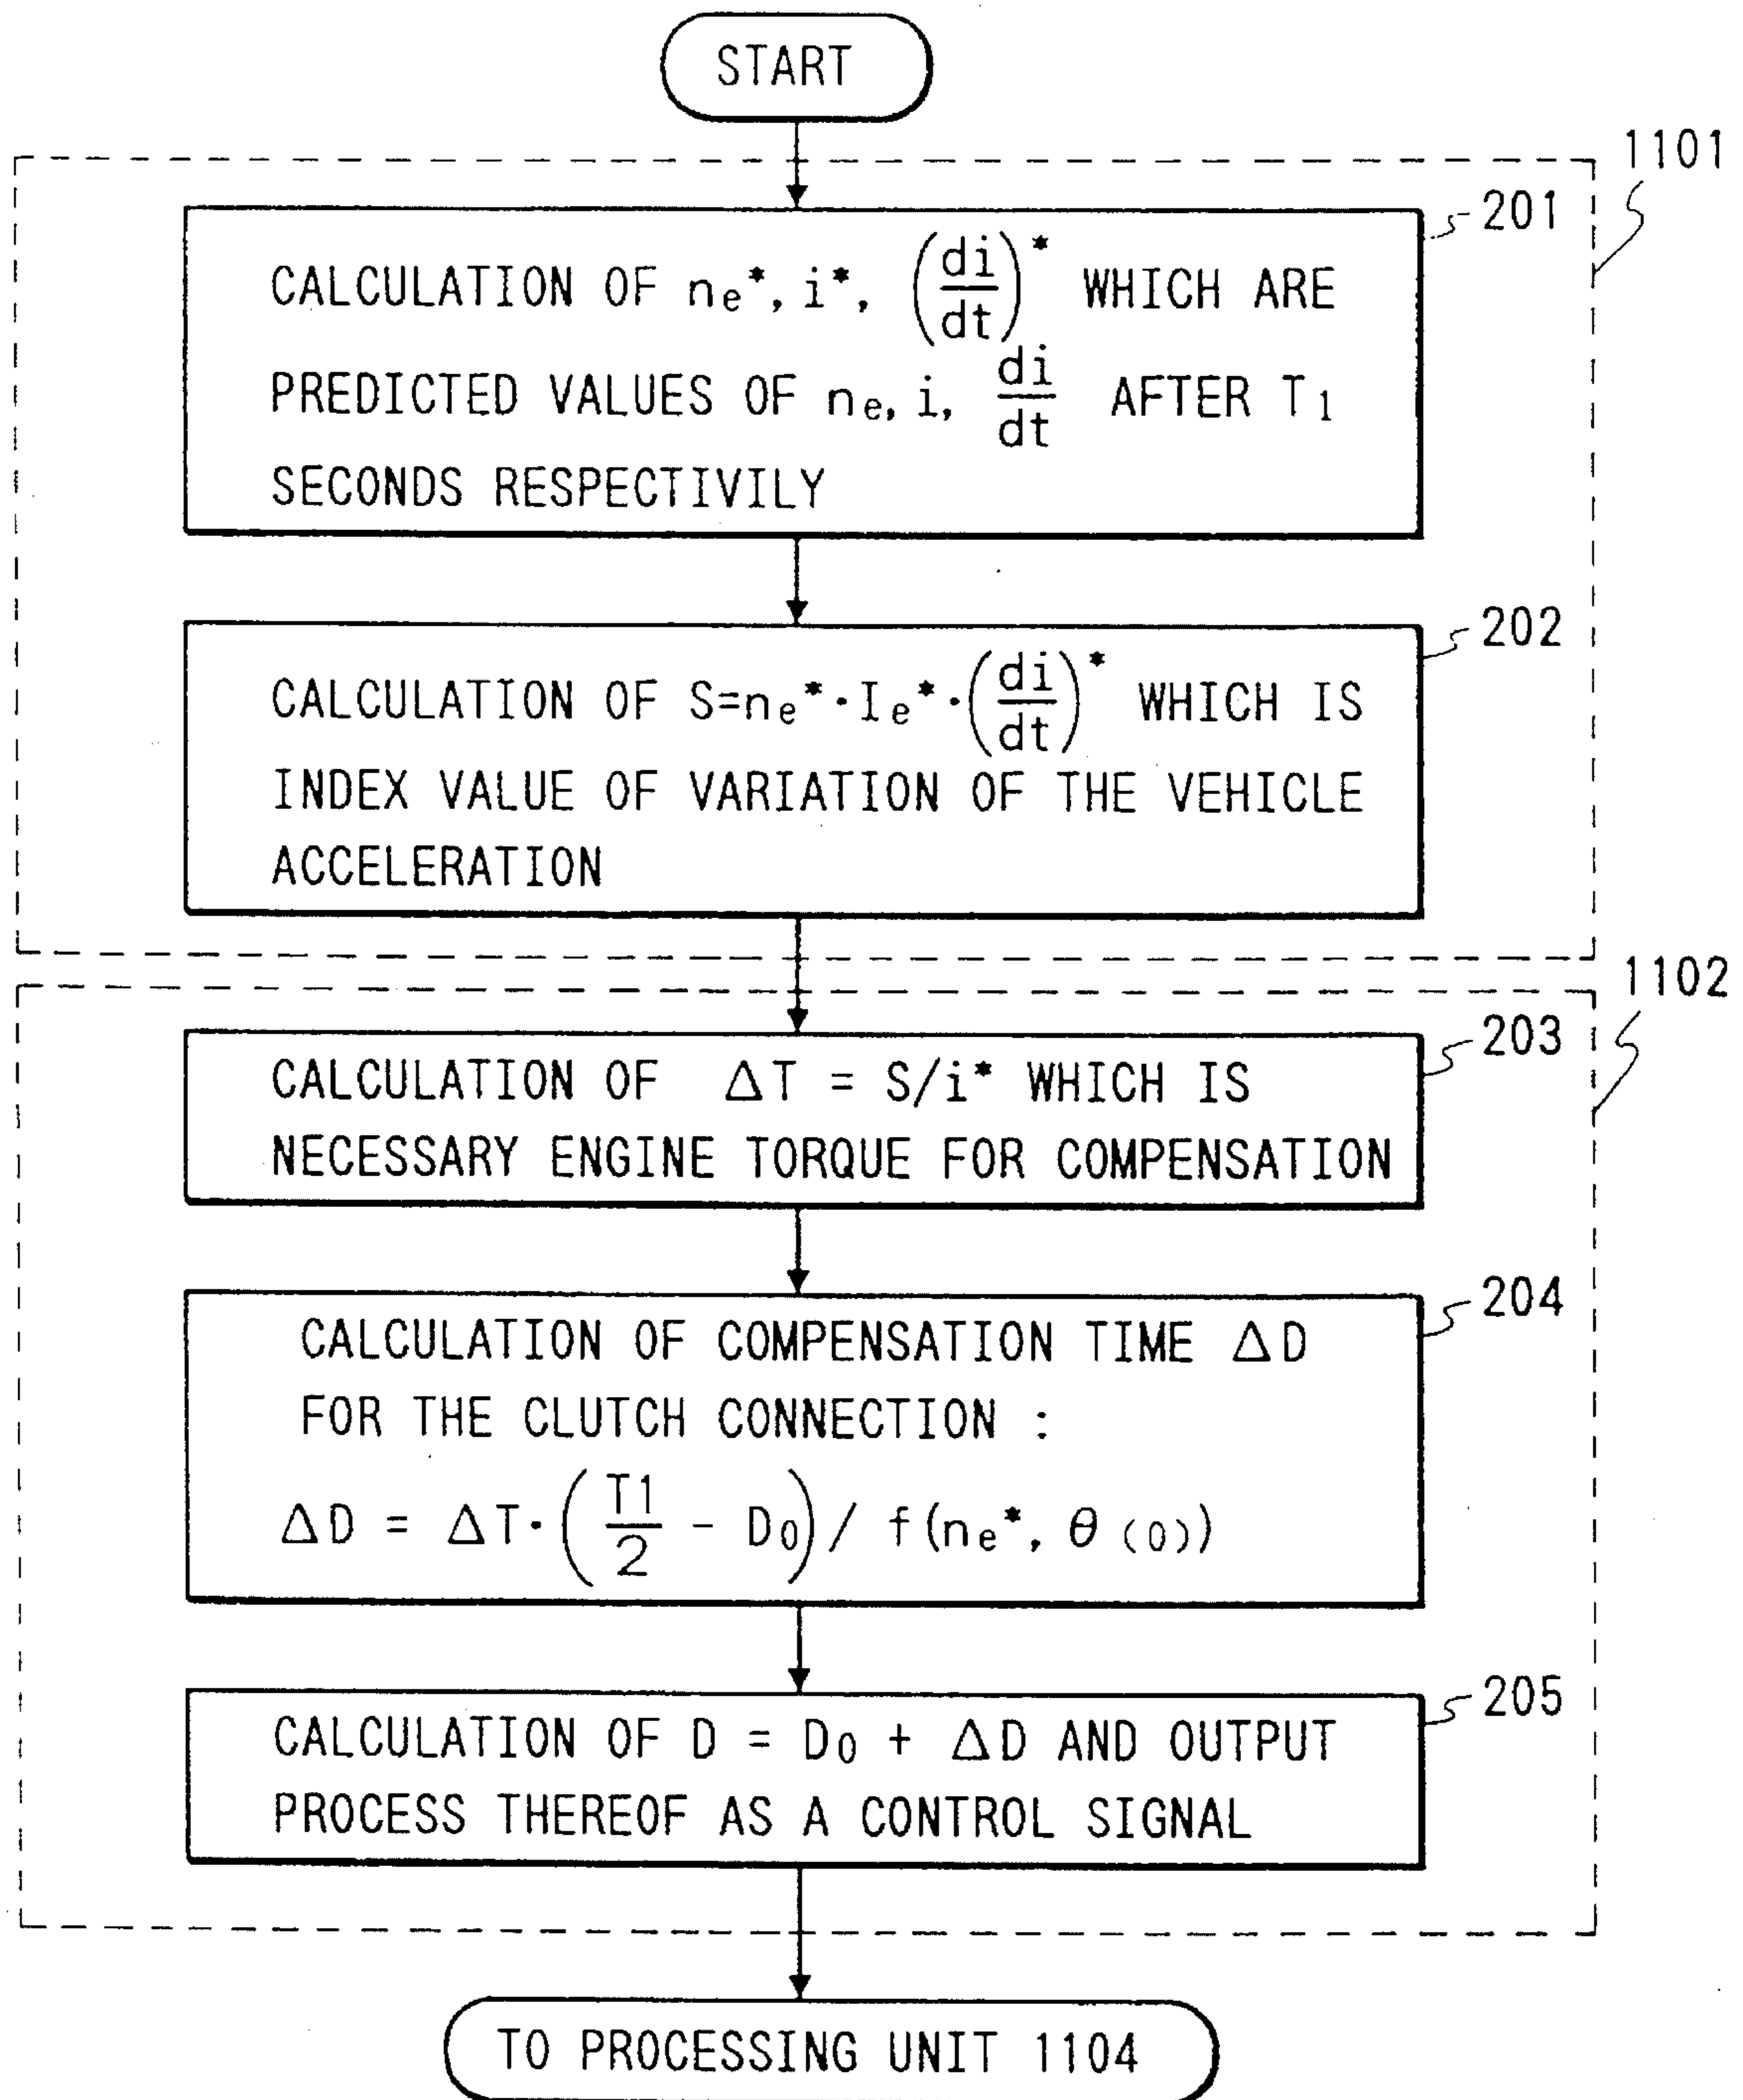 START
1101
201
CALCULATION OF nₑ*, i*, (di/dt)* WHICH ARE
PREDICTED VALUES OF nₑ, i, di/dt AFTER T₁
SECONDS RESPECTIVILY
202
CALCULATION OF S=nₑ*·Iₑ*·(di/dt)* WHICH IS
INDEX VALUE OF VARIATION OF THE VEHICLE
ACCELERATION
1102
203
CALCULATION OF ΔT = S/i* WHICH IS
NECESSARY ENGINE TORQUE FOR COMPENSATION
204
CALCULATION OF COMPENSATION TIME ΔD
FOR THE CLUTCH CONNECTION :
ΔD = ΔT·(T1/2 - D₀)/ f(nₑ*, θ(0))
205
CALCULATION OF D = D₀ + ΔD AND OUTPUT
PROCESS THEREOF AS A CONTROL SIGNAL
TO PROCESSING UNIT 1104